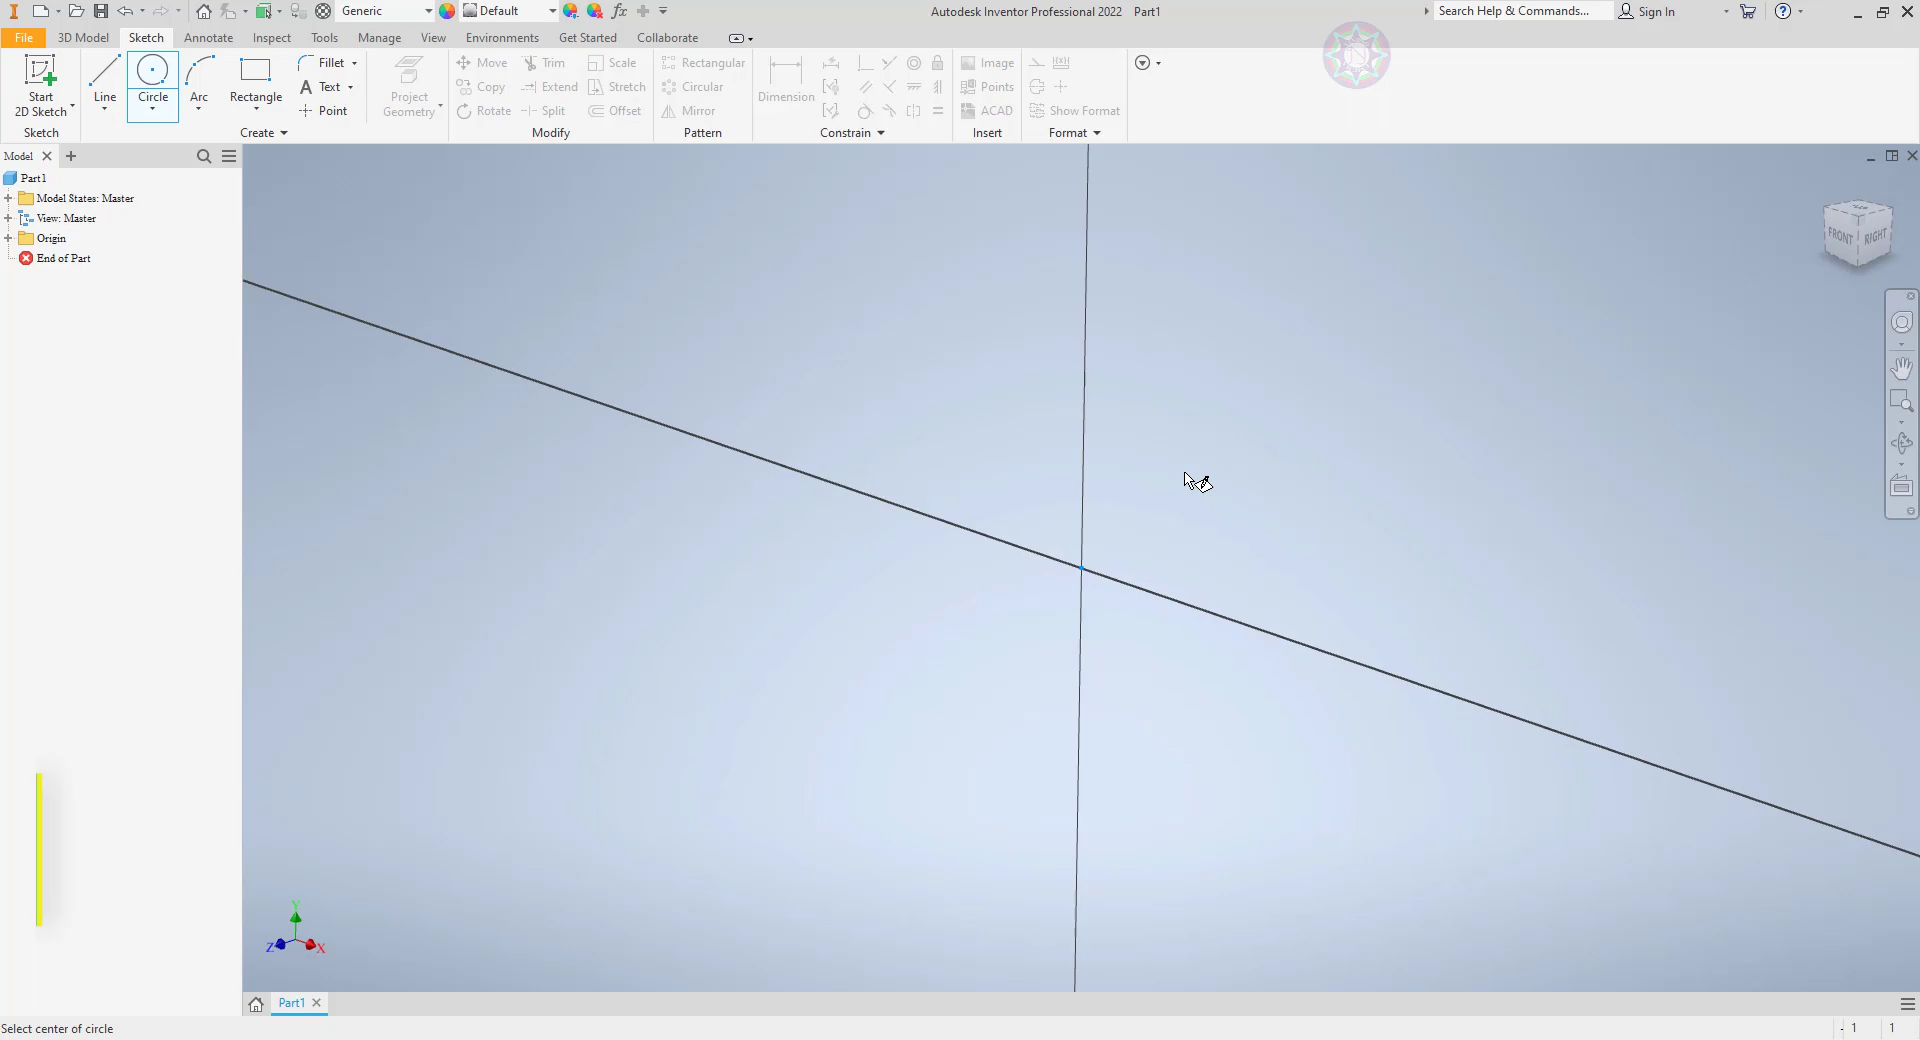 Generic
Default
Autodesk Inventor Professional 2022 Part1
Search Help & Commands...
Sign In
File 3D Model Sketch Annotate Inspect Tools Manage View Environments Get Started Collaborate
Start
2D Sketch
Line
Circle
Arc
Rectangle
Fillet
Text
Point
Project
Geometry
Move
Copy
Rotate
Trim
Extend
Split
Scale
Stretch
Offset
Rectangular
Circular
Mirror
Dimension
Image
Points
ACAD
Show Format
Sketch Create Modify Pattern Constrain Insert Format
Model
Part1
Model States: Master
View: Master
Origin
End of Part
FRONT RIGHT
Y
Z X
Part1
Select center of circle
1 1